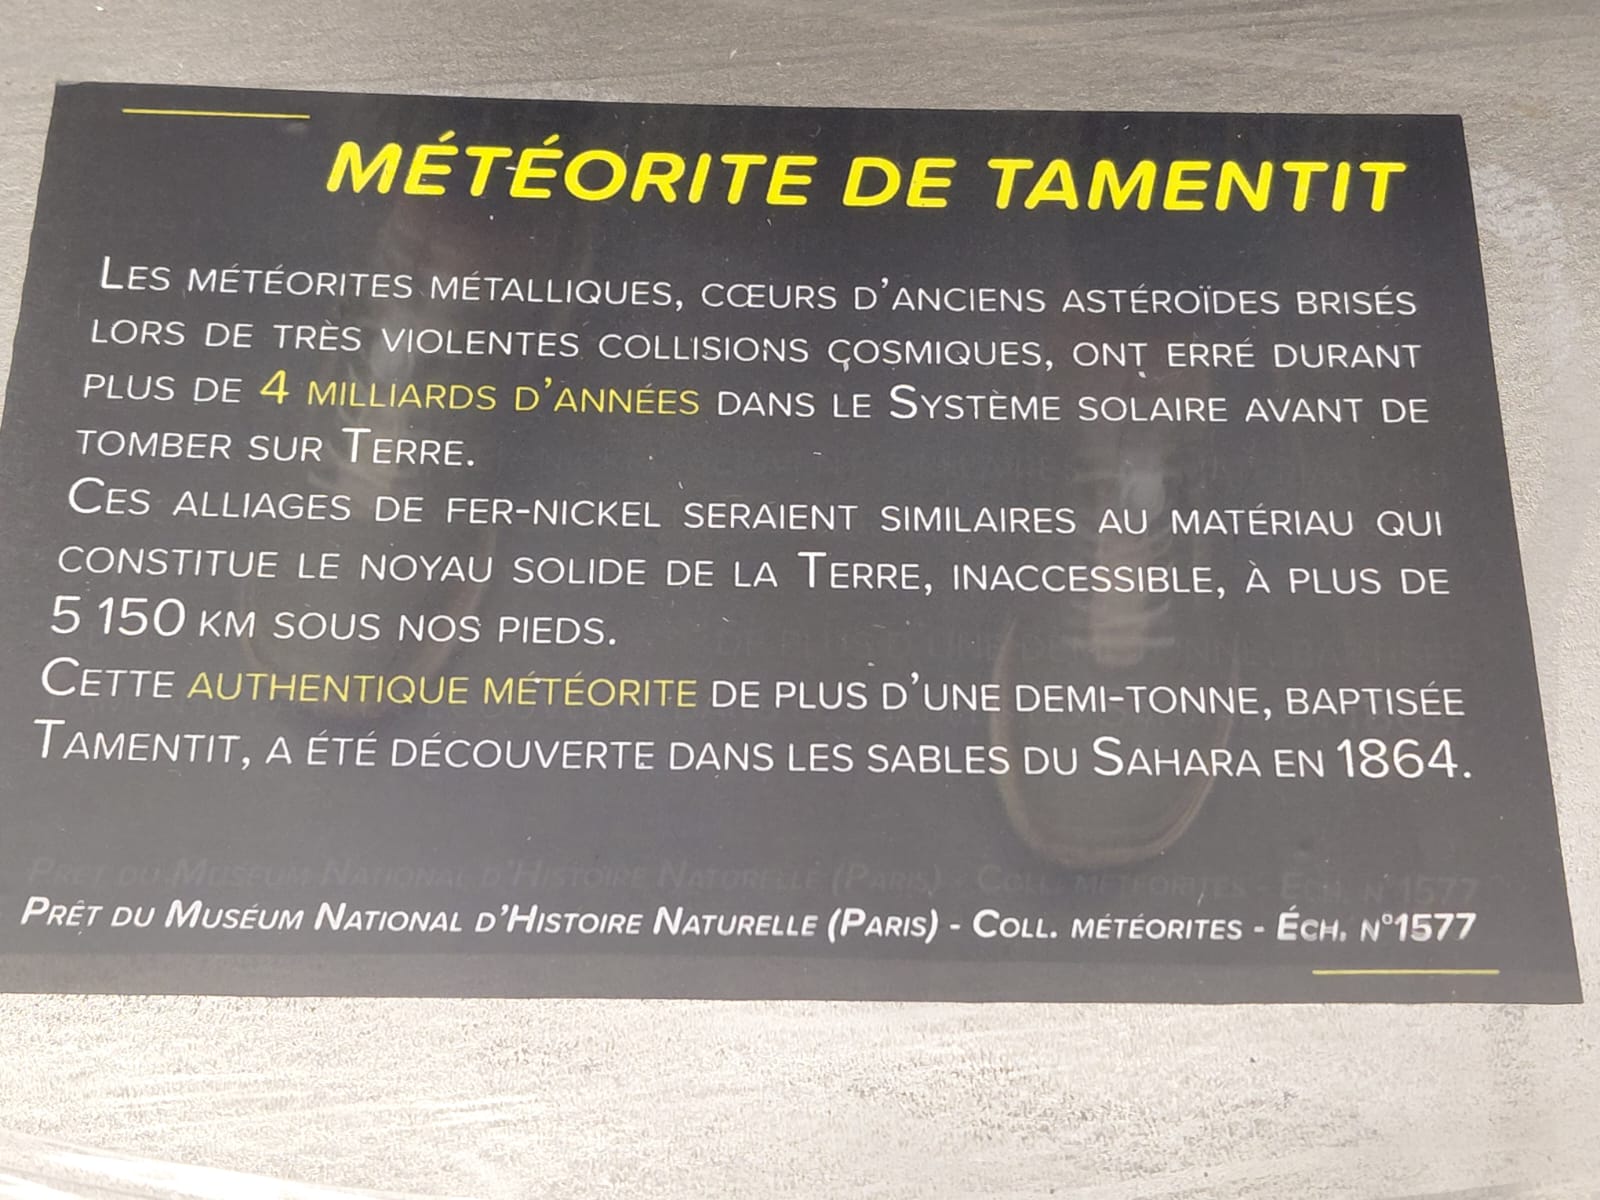 MÉTÉORITE DE TAMENTIT
LES MÉTÉORITES MÉTALLIQUES, CŒURS D'ANCIENS ASTÉROÏDES BRISÉS
LORS DE TRÈS VIOLENTES COLLISIONS COSMIQUES, ONT ERRÉ DURANT
PLUS DE 4 MILLIARDS D'ANNÉES DANS LE SYSTÈME SOLAIRE AVANT DE
TOMBER SUR TERRE.
CES ALLIAGES DE FER-NICKEL SERAIENT SIMILAIRES AU MATÉRIAU QUI
CONSTITUE LE NOYAU SOLIDE DE LA TERRE, INACCESSIBLE, À PLUS DE
5 150 KM SOUS NOS PIEDS.
CETTE AUTHENTIQUE MÉTÉORITE DE PLUS D'UNE DEMI-TONNE, BAPTISÉE
TAMENTIT, A ÉTÉ DÉCOUVERTE DANS LES SABLES DU SAHARA EN 1864.
PRÊT DU MUSÉUM NATIONAL D'HISTOIRE NATURELLE (PARIS) - COLL. MÉTÉORITES - ÉCH. N°1577